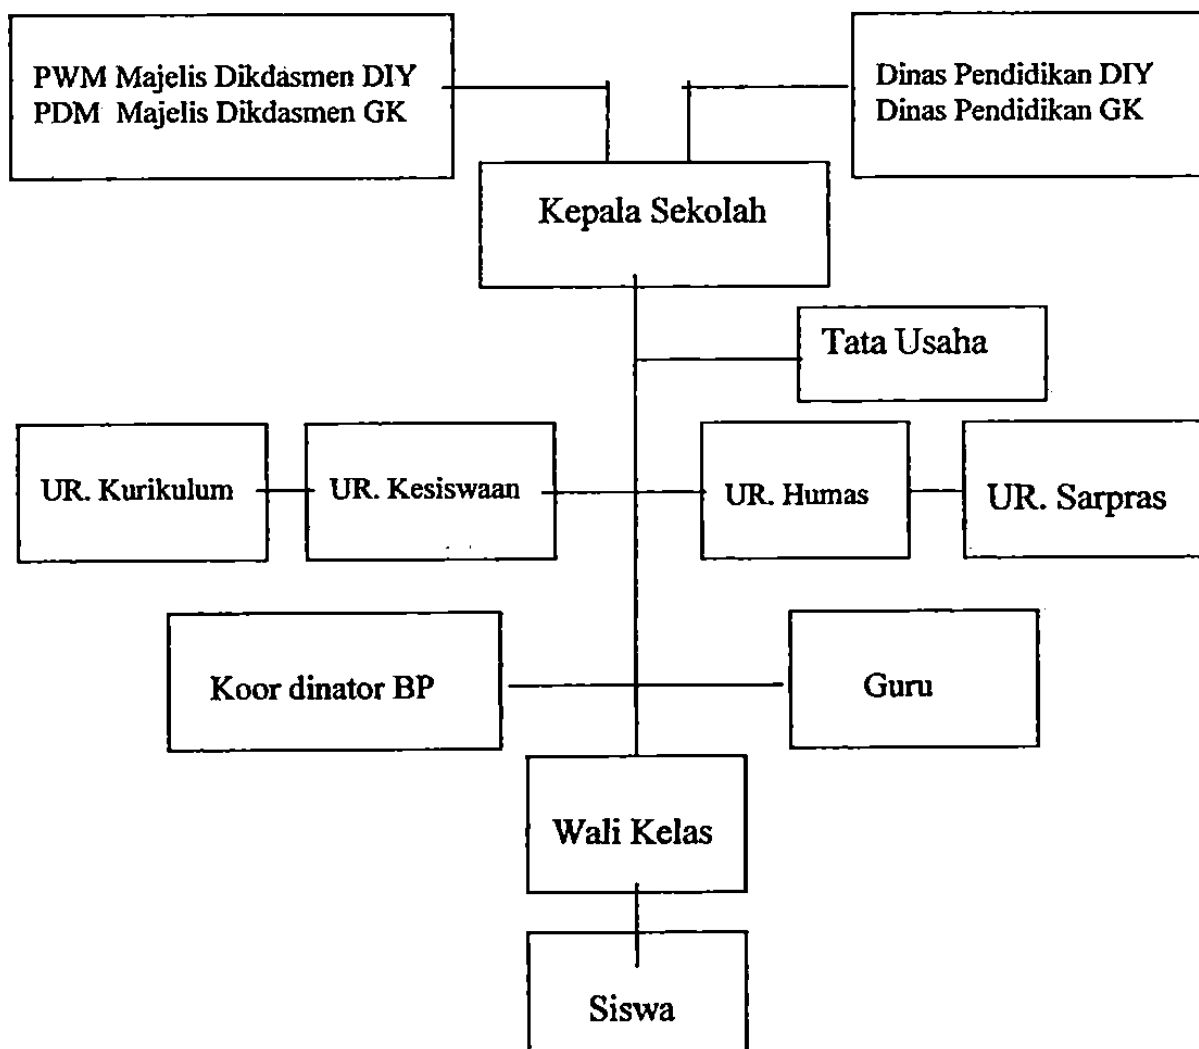 PWM Majelis Dikdasmen DIY
PDM Majelis Dikdasmen GK
Dinas Pendidikan DIY
Dinas Pendidikan GK
Kepala Sekolah
Tata Usaha
UR. Kurikulum
UR. Kesiswaan
UR. Humas
UR. Sarpras
Koor dinator BP
Guru
Wali Kelas
Siswa